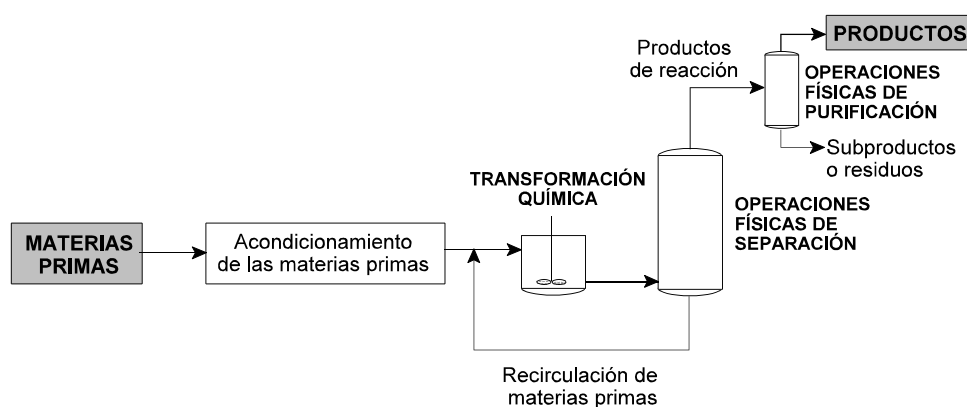 MATERIAS
PRIMAS
Acondicionamiento
de las materias primas
TRANSFORMACIÓN
QUÍMICA
Recirculación de
materias primas
OPERACIONES
FÍSICAS DE
SEPARACIÓN
Productos
de reacción
PRODUCTOS
OPERACIONES
FÍSICAS DE
PURIFICACIÓN
Subproductos
o residuos